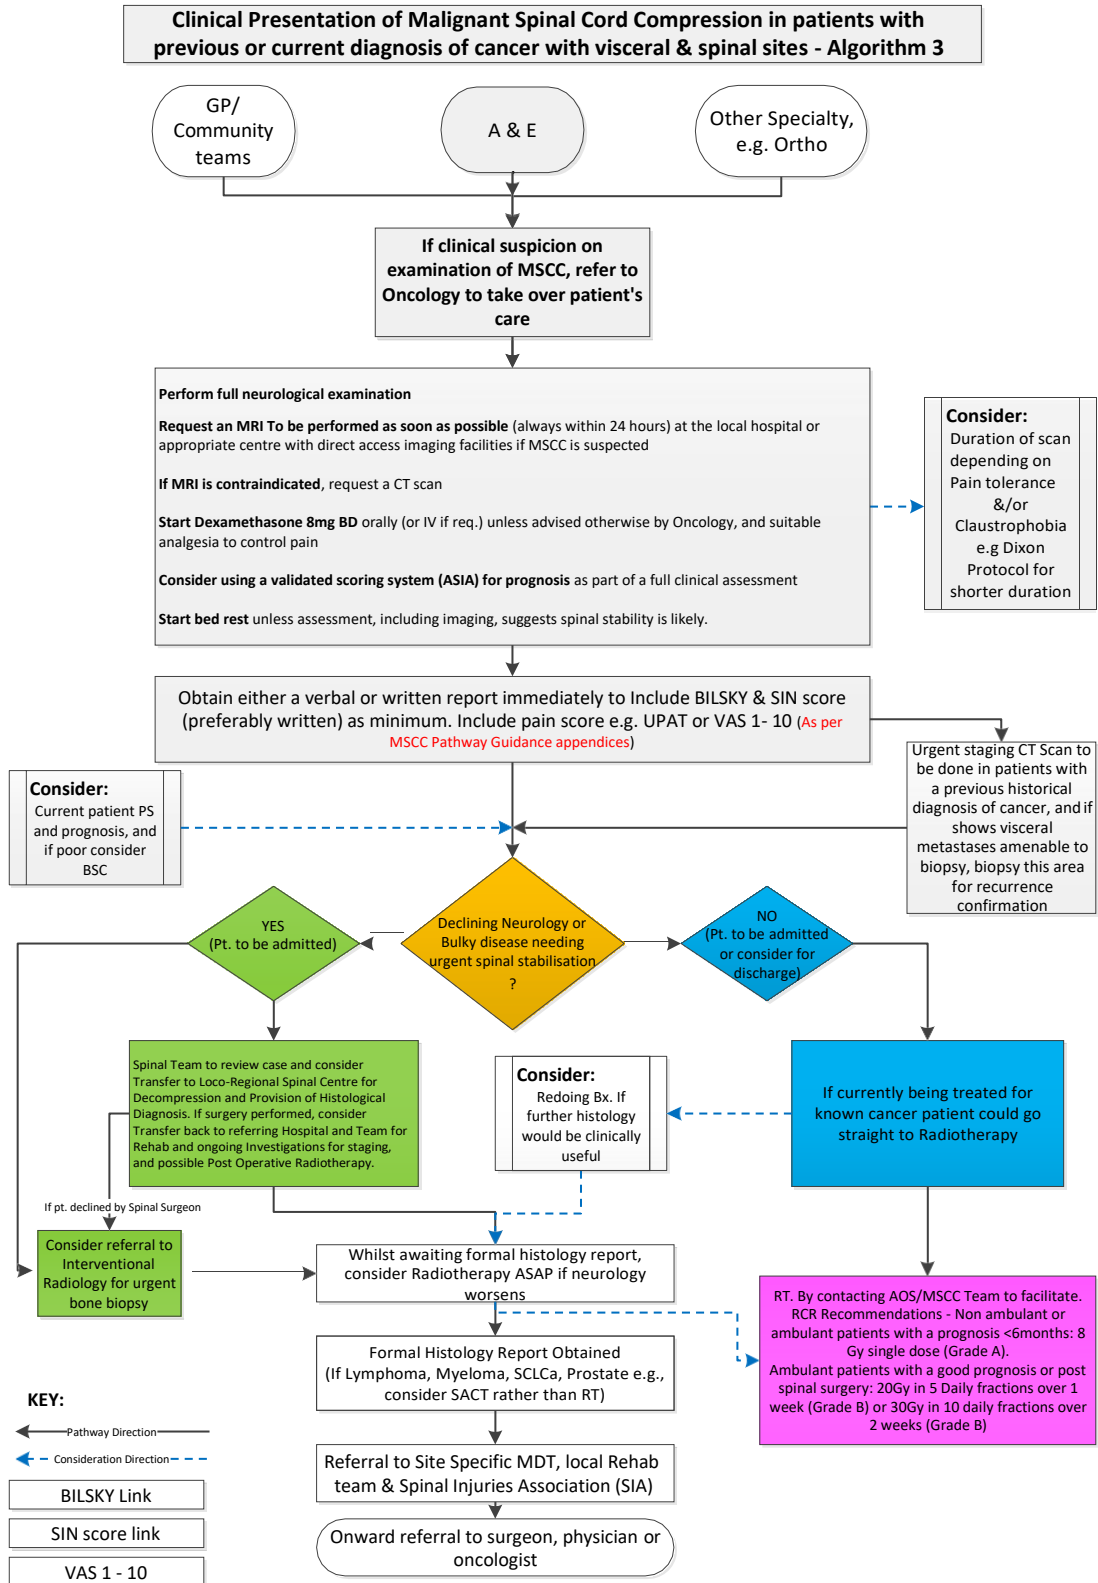 Clinical Presentation of Malignant Spinal Cord Compression in patients with
previous or current diagnosis of cancer with visceral & spinal sites - Algorithm 3
GP/
Community
teams
A & E
Other Specialty,
e.g. Ortho
If clinical suspicion on
examination of MSCC, refer to
Oncology to take over patient's
care
Perform full neurological examination
Request an MRI To be performed as soon as possible (always within 24 hours) at the local hospital or
appropriate centre with direct access imaging facilities if MSCC is suspected
If MRI is contraindicated, request a CT scan
Start Dexamethasone 8mg BD orally (or IV if req.) unless advised otherwise by Oncology, and suitable
analgesia to control pain
Consider using a validated scoring system (ASIA) for prognosis as part of a full clinical assessment
Start bed rest unless assessment, including imaging, suggests spinal stability is likely.
Consider:
Duration of scan
depending on
Pain tolerance
&/or
Claustrophobia
e.g Dixon
Protocol for
shorter duration
Obtain either a verbal or written report immediately to Include BILSKY & SIN score
(preferably written) as minimum. Include pain score e.g. UPAT or VAS 1- 10 (As per
MSCC Pathway Guidance appendices)
Urgent staging CT Scan to
be done in patients with
a previous historical
diagnosis of cancer, and if
shows visceral
metastases amenable to
biopsy, biopsy this area
for recurrence
confirmation
Consider:
Current patient PS
and prognosis, and
if poor consider
BSC
YES
(Pt. to be admitted)
Declining Neurology or
Bulky disease needing
urgent spinal stabilisation
?
NO
(Pt. to be admitted
or consider for
discharge)
Spinal Team to review case and consider
Transfer to Loco-Regional Spinal Centre for
Decompression and Provision of Histological
Diagnosis. If surgery performed, consider
Transfer back to referring Hospital and Team for
Rehab and ongoing Investigations for staging,
and possible Post Operative Radiotherapy.
Consider:
Redoing Bx. If
further histology
would be clinically
useful
If currently being treated for
known cancer patient could go
straight to Radiotherapy
If pt. declined by Spinal Surgeon
Consider referral to
Interventional
Radiology for urgent
bone biopsy
Whilst awaiting formal histology report,
consider Radiotherapy ASAP if neurology
worsens
RT. By contacting AOS/MSCC Team to facilitate.
RCR Recommendations - Non ambulant or
ambulant patients with a prognosis <6months: 8
Gy single dose (Grade A).
Ambulant patients with a good prognosis or post
spinal surgery: 20Gy in 5 Daily fractions over 1
week (Grade B) or 30Gy in 10 daily fractions over
2 weeks (Grade B)
Formal Histology Report Obtained
(If Lymphoma, Myeloma, SCLCa, Prostate e.g.,
consider SACT rather than RT)
Referral to Site Specific MDT, local Rehab
team & Spinal Injuries Association (SIA)
Onward referral to surgeon, physician or
oncologist
KEY:
Pathway Direction
Consideration Direction
BILSKY Link
SIN score link
VAS 1 - 10